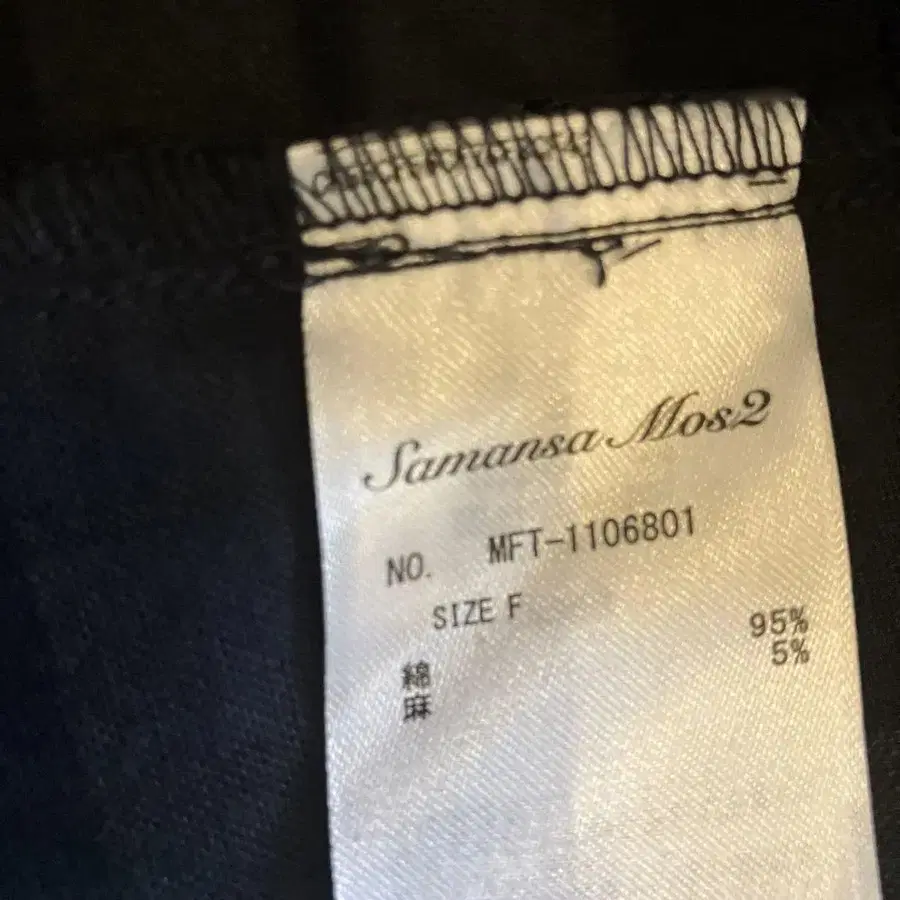 Samansa Mos2
NO. MFT-1106801
SIZE F
綿 95%
麻 5%